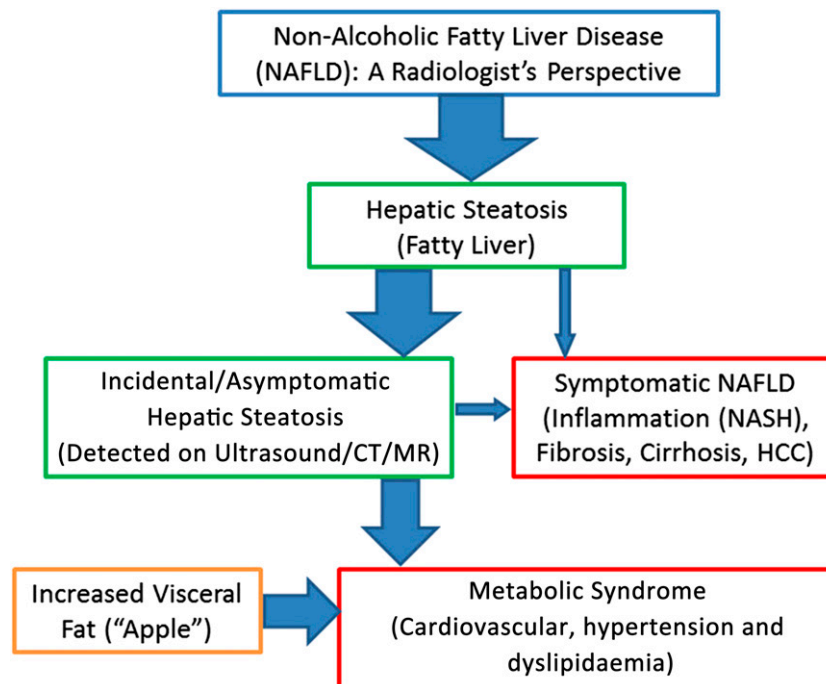 Non-Alcoholic Fatty Liver Disease
(NAFLD): A Radiologist’s Perspective
Hepatic Steatosis
(Fatty Liver)
Incidental/Asymptomatic
Hepatic Steatosis
(Detected on Ultrasound/CT/MR)
Symptomatic NAFLD
(Inflammation (NASH),
Fibrosis, Cirrhosis, HCC)
Increased Visceral
Fat (“Apple”)
Metabolic Syndrome
(Cardiovascular, hypertension and
dyslipidaemia)